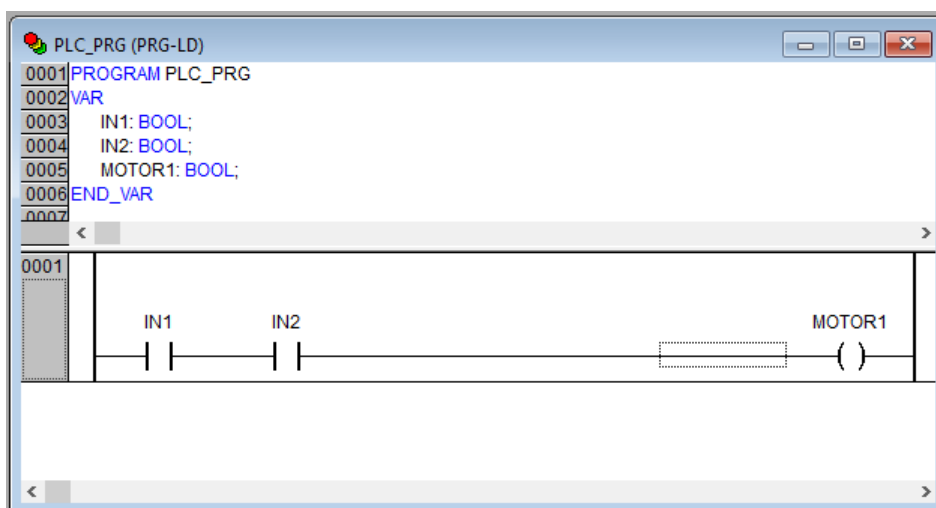 PLC_PRG (PRG-LD)
0001 PROGRAM PLC_PRG
0002 VAR
0003 IN1: BOOL;
0004 IN2: BOOL;
0005 MOTOR1: BOOL;
0006 END_VAR
0007
0001
IN1 IN2 MOTOR1